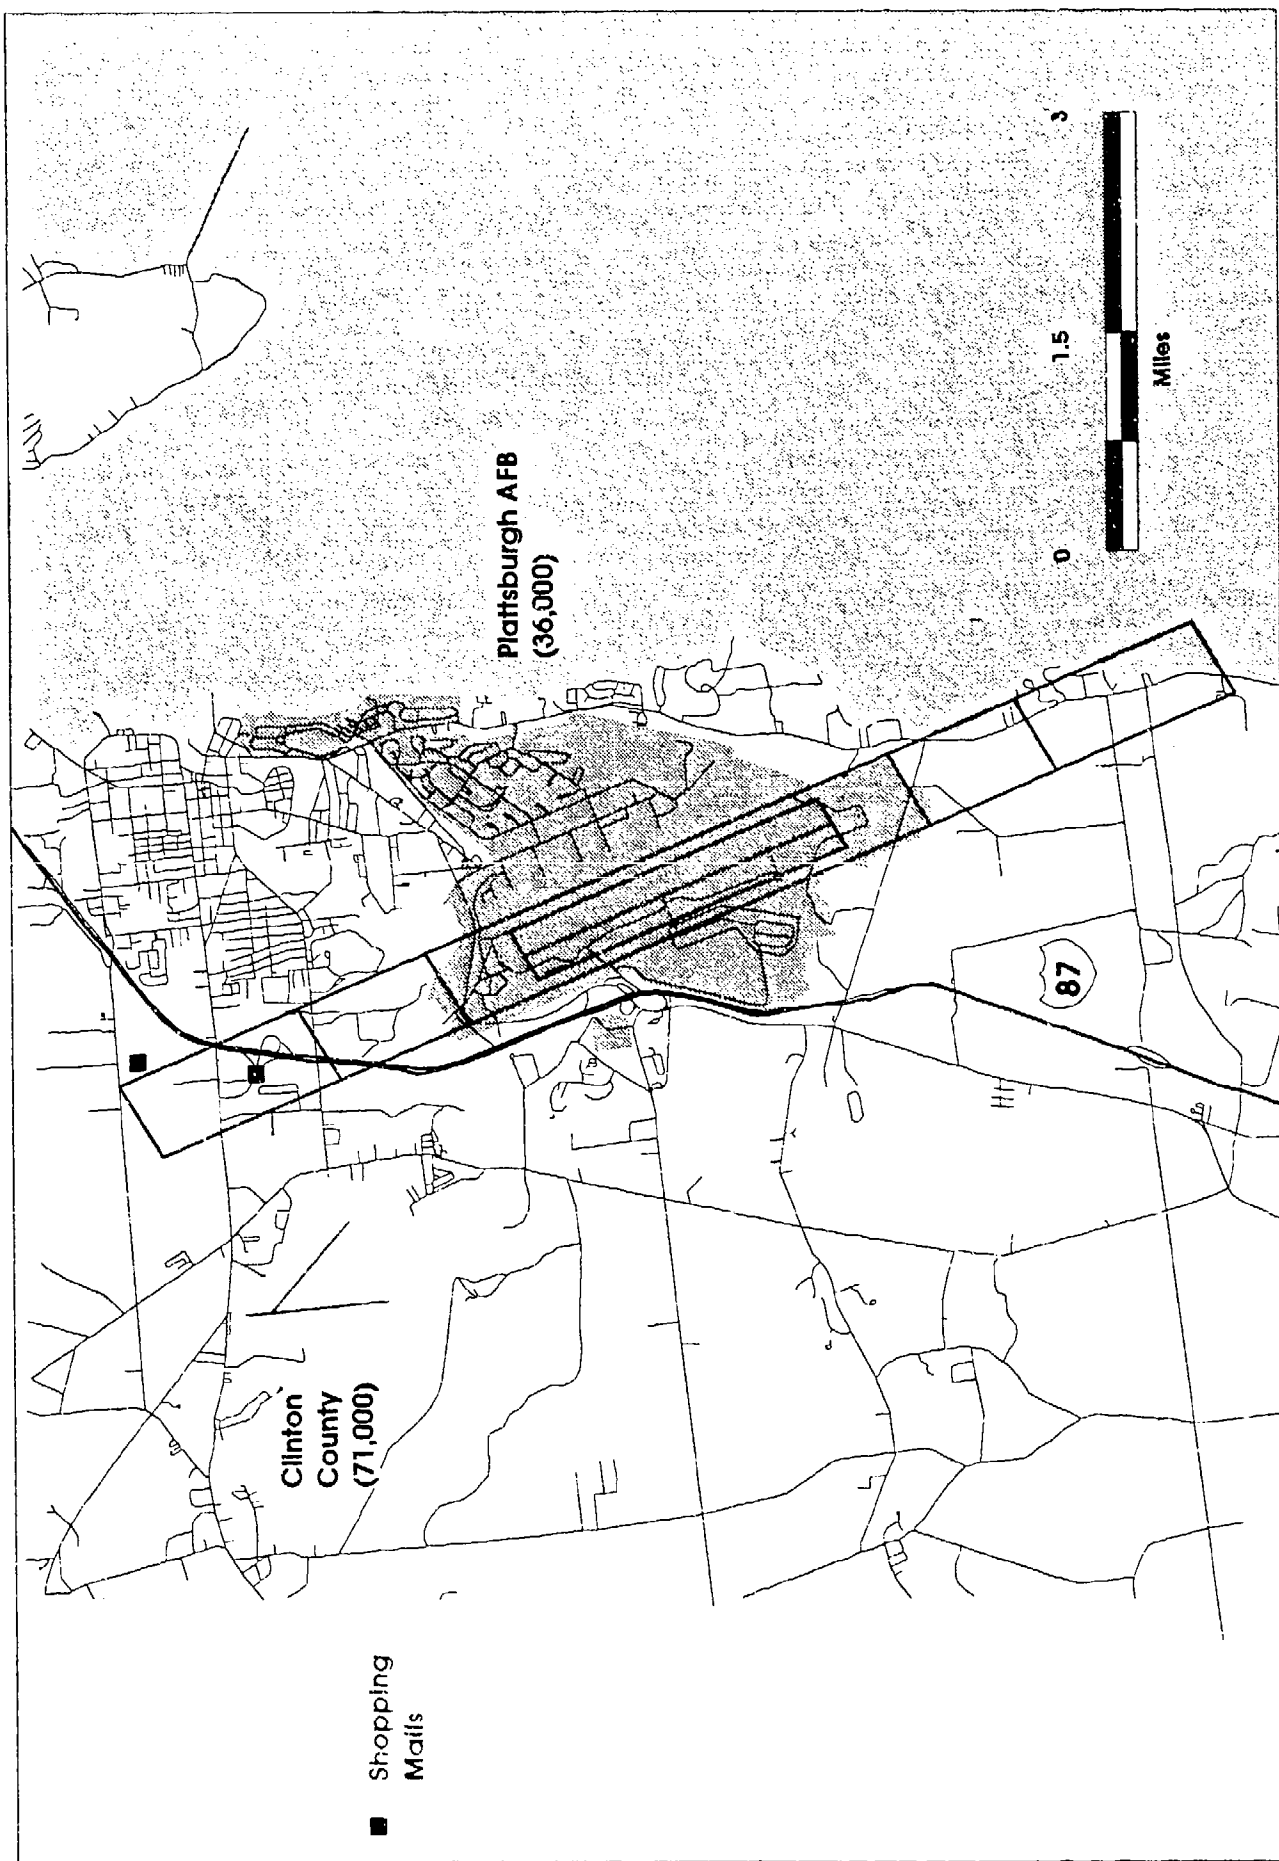 Plattsburgh AFB
(36,000)
Clinton
County
(71,000)
87
0
1.5
3
Miles
Shopping
Malls